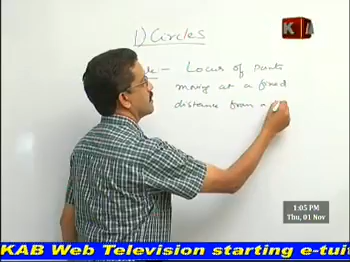 1) Circles
KA
:- Locus of points
moving at a fixed
distance from a
1:05 PM
Thu, 01 Nov
KAB Web Television starting e-tuit